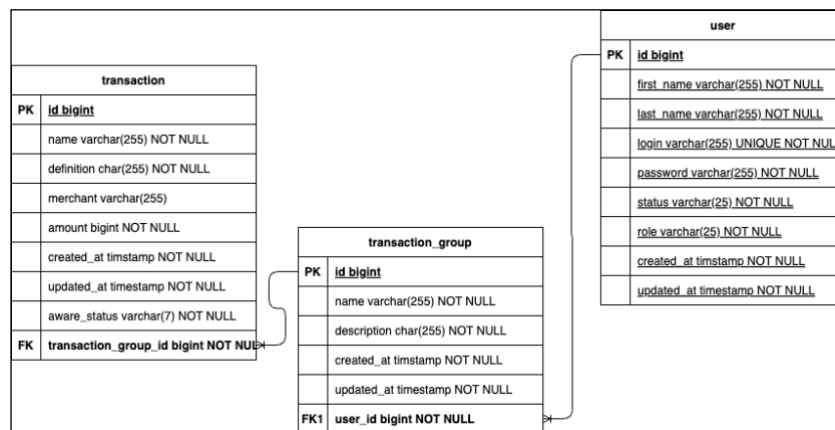 transaction
PK id bigint
name varchar(255) NOT NULL
definition char(255) NOT NULL
merchant varchar(255)
amount bigint NOT NULL
created_at timstamp NOT NULL
updated_at timestamp NOT NULL
aware_status varchar(7) NOT NULL
FK transaction_group_id bigint NOT NUL
transaction_group
PK id bigint
name varchar(255) NOT NULL
description char(255) NOT NULL
created_at timstamp NOT NULL
updated_at timestamp NOT NULL
FK1 user_id bigint NOT NULL
user
PK id bigint
first_name varchar(255) NOT NULL
last_name varchar(255) NOT NULL
login varchar(255) UNIQUE NOT NUL
password varchar(255) NOT NULL
status varchar(25) NOT NULL
role varchar(25) NOT NULL
created_at timstamp NOT NULL
updated_at timestamp NOT NULL